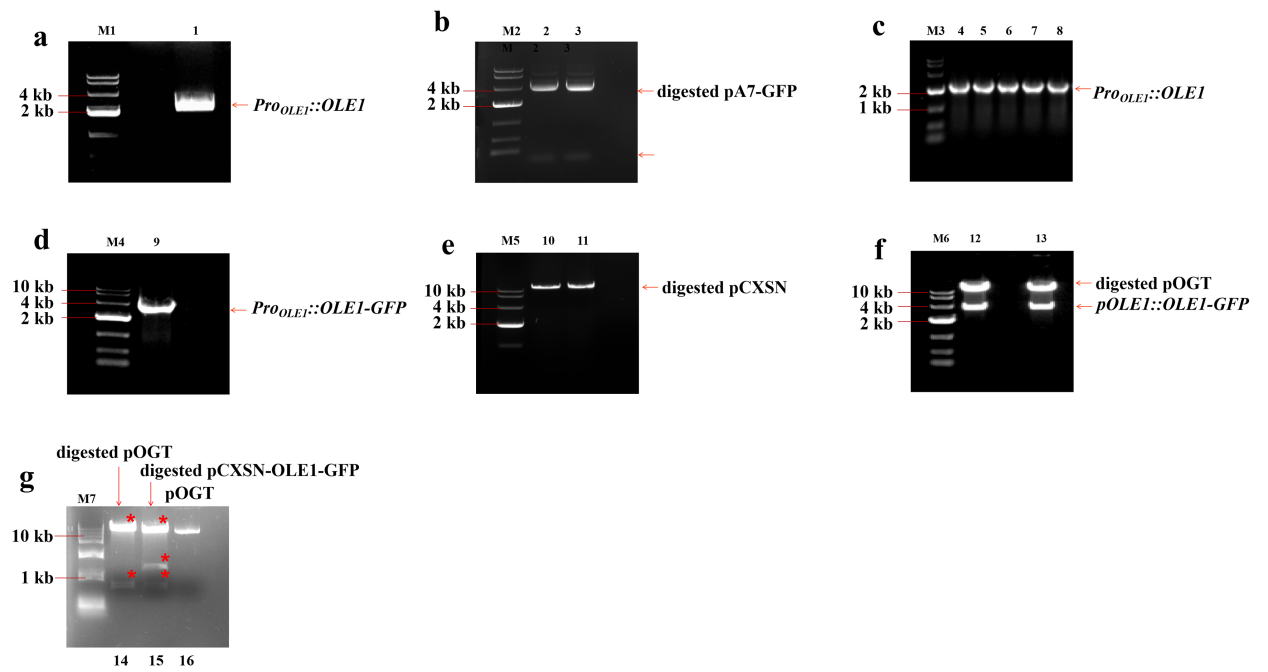 a
M1 1
4 kb
2 kb
Pro_OLE1::OLE1
b
M2 2 3
M 2 3
4 kb
2 kb
digested pA7-GFP
c
M3 4 5 6 7 8
2 kb
1 kb
Pro_OLE1::OLE1
d
M4 9
10 kb
4 kb
2 kb
Pro_OLE1::OLE1-GFP
e
M5 10 11
10 kb
4 kb
2 kb
digested pCXSN
f
M6 12 13
10 kb
4 kb
2 kb
digested pOGT
pOLE1::OLE1-GFP
g
digested pOGT
digested pCXSN-OLE1-GFP
M7 pOGT
* *
10 kb
*
1 kb
* *
14 15 16